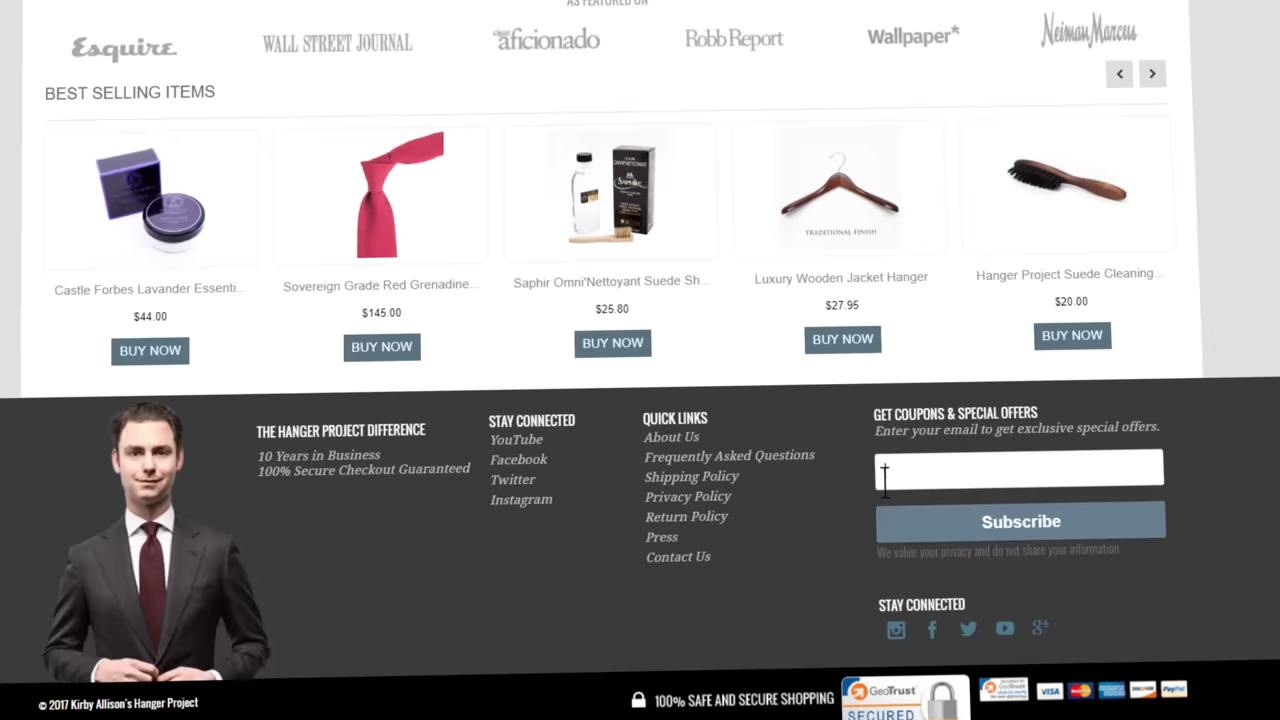 AS FEATURED ON
Esquire
WALL STREET JOURNAL
cigar aficionado
Robb Report
Wallpaper*
Neiman Marcus
BEST SELLING ITEMS
TRADITIONAL FINISH
Castle Forbes Lavander Essenti...
Sovereign Grade Red Grenadine...
Saphir Omni'Nettoyant Suede Sh...
Luxury Wooden Jacket Hanger
Hanger Project Suede Cleaning...
$44.00
$145.00
$25.80
$27.95
$20.00
BUY NOW
BUY NOW
BUY NOW
BUY NOW
BUY NOW
THE HANGER PROJECT DIFFERENCE
10 Years in Business
100% Secure Checkout Guaranteed
STAY CONNECTED
YouTube
Facebook
Twitter
Instagram
QUICK LINKS
About Us
Frequently Asked Questions
Shipping Policy
Privacy Policy
Return Policy
Press
Contact Us
GET COUPONS & SPECIAL OFFERS
Enter your email to get exclusive special offers.
Subscribe
We value your privacy and do not share your information
STAY CONNECTED
© 2017 Kirby Allison's Hanger Project
100% SAFE AND SECURE SHOPPING
GeoTrust
SECURED
GeoTrust
VISA
DISCOVER
PayPal